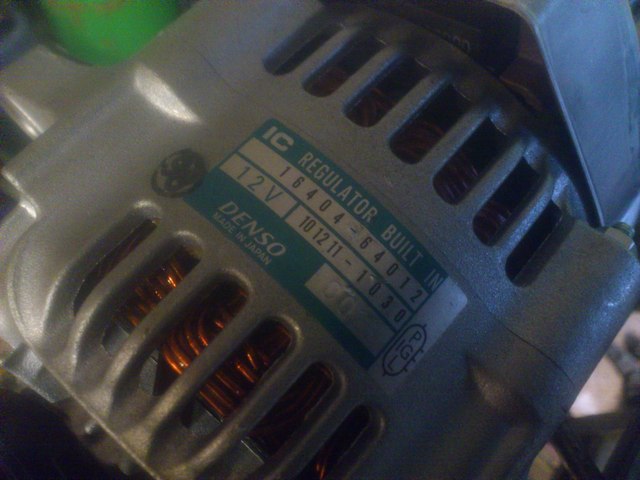 IC REGULATOR BUILT IN
16404-64012
12V 101211-1030
DENSO
MADE IN JAPAN